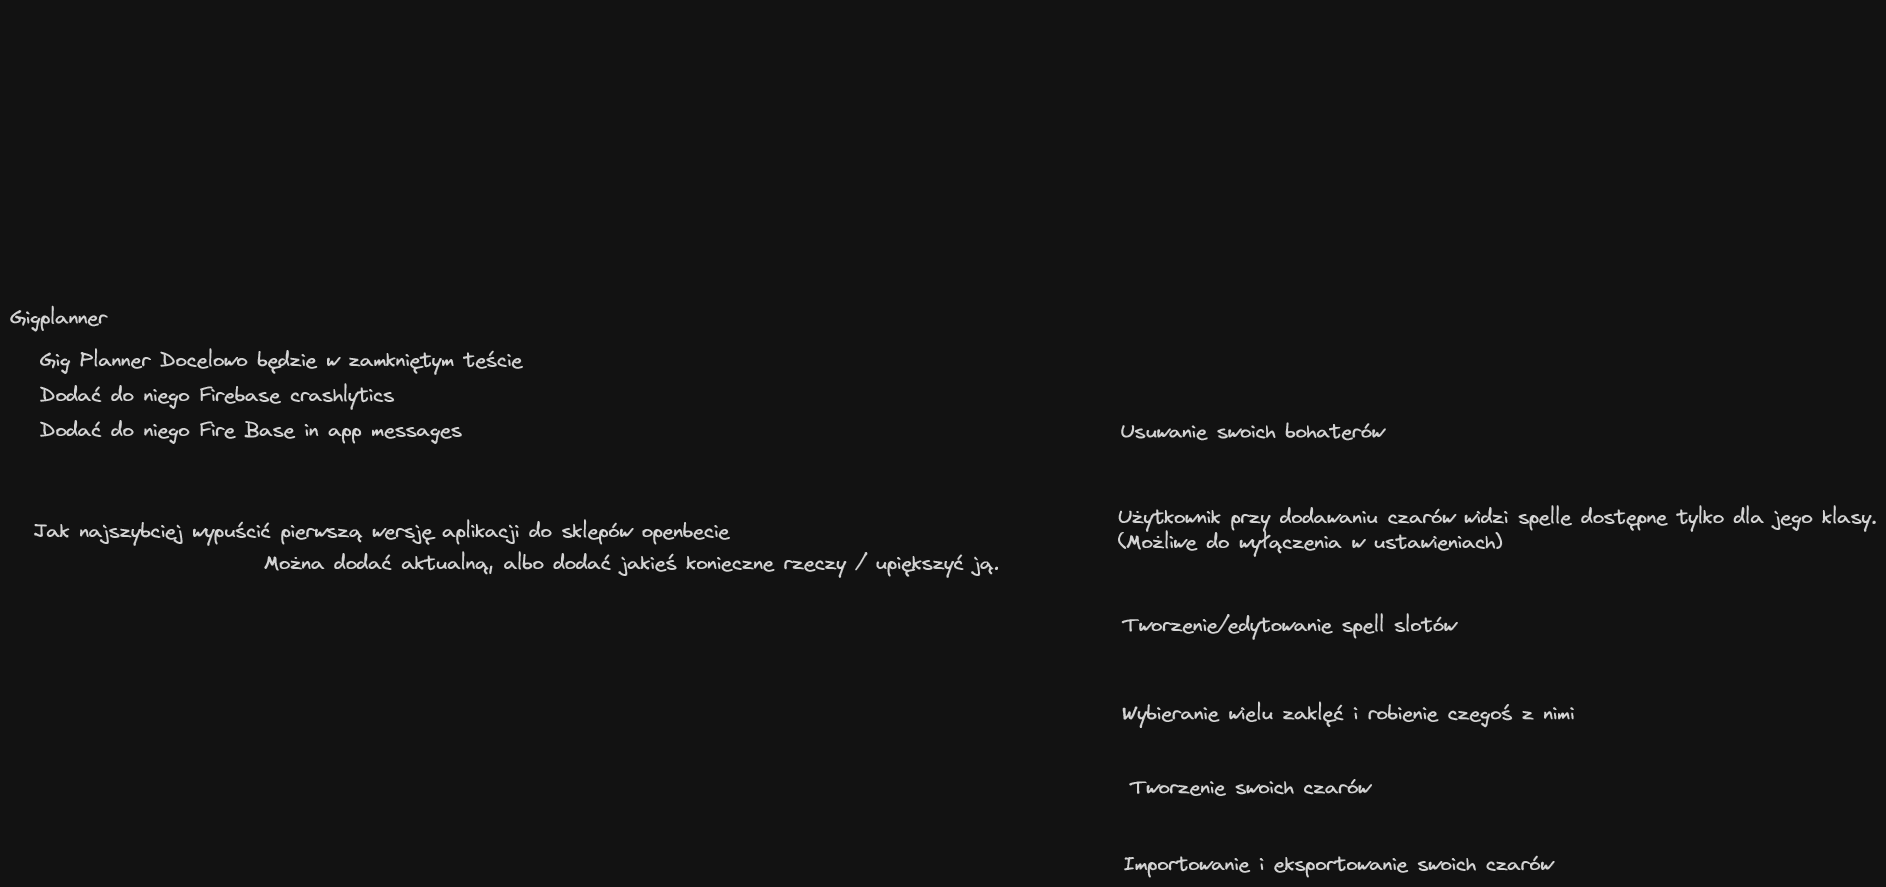 Gigplanner
Gig Planner Docelowo będzie w zamkniętym teście
Dodać do niego Firebase crashlytics
Dodać do niego Fire Base in app messages
Jak najszybciej wypuścić pierwszą wersję aplikacji do sklepów openbecie
Można dodać aktualną, albo dodać jakieś konieczne rzeczy / upiększyć ją.
Usuwanie swoich bohaterów
Użytkownik przy dodawaniu czarów widzi spelle dostępne tylko dla jego klasy.
(Możliwe do wyłączenia w ustawieniach)
Tworzenie/edytowanie spell slotów
Wybieranie wielu zaklęć i robienie czegoś z nimi
Tworzenie swoich czarów
Importowanie i eksportowanie swoich czarów